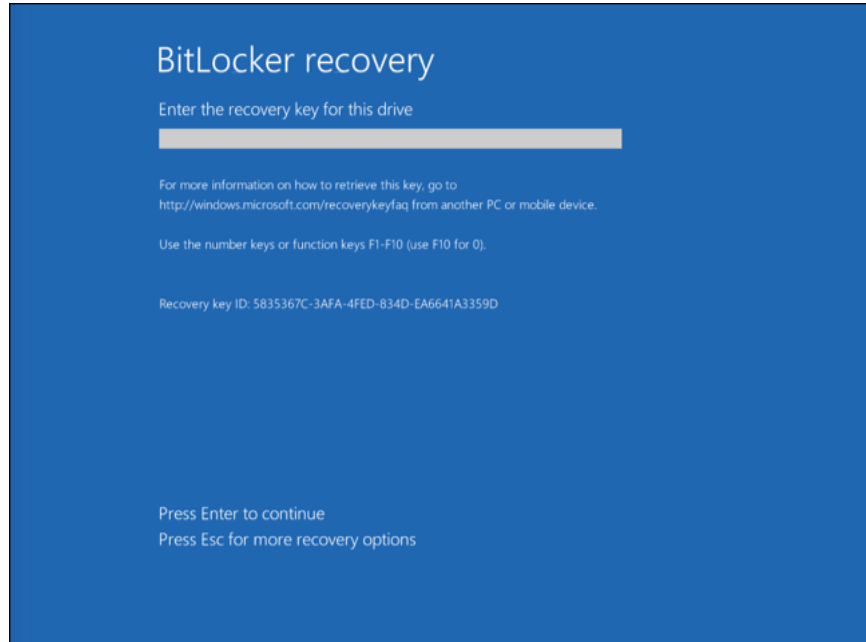 BitLocker recovery
Enter the recovery key for this drive
For more information on how to retrieve this key, go to
http://windows.microsoft.com/recoverykeyfaq from another PC or mobile device.
Use the number keys or function keys F1-F10 (use F10 for 0).
Recovery key ID: 5835367C-3AFA-4FED-834D-EA6641A3359D
Press Enter to continue
Press Esc for more recovery options